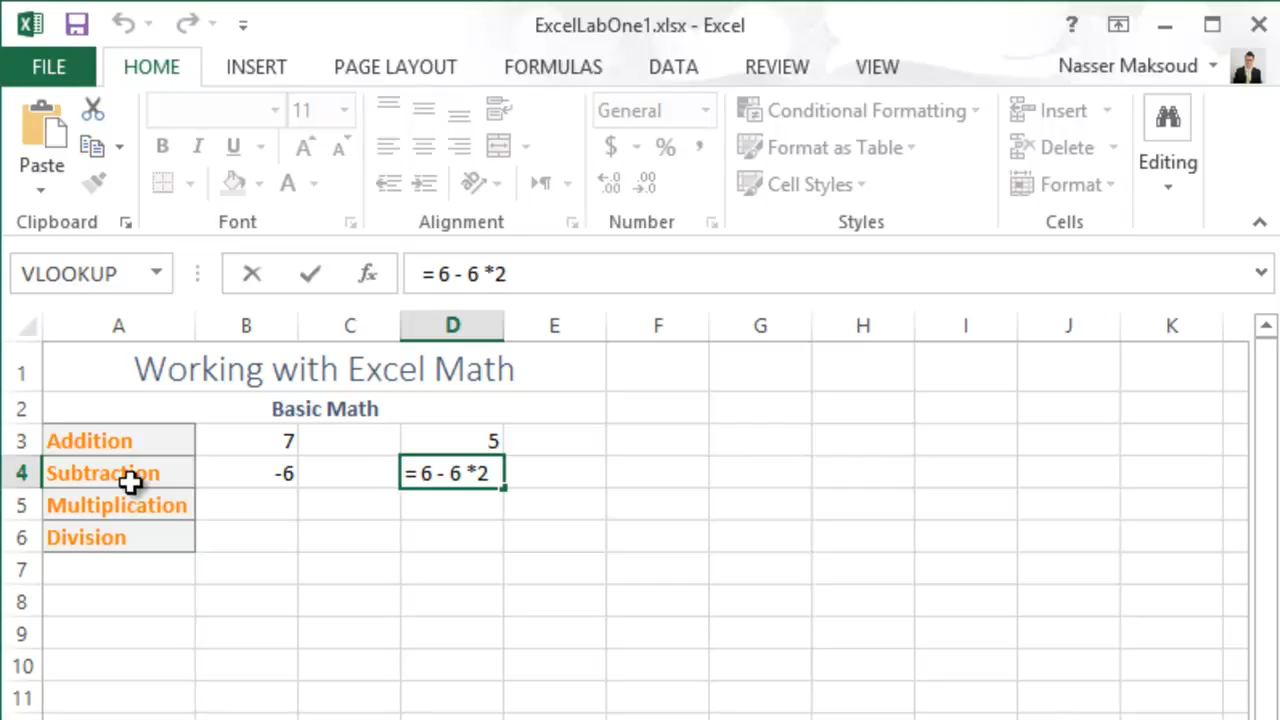 ExcelLabOne1.xlsx - Excel
?
FILE HOME INSERT PAGE LAYOUT FORMULAS DATA REVIEW VIEW Nasser Maksoud
11 General Conditional Formatting Insert
Paste B I U A A $ % , Format as Table Delete Editing
A Cell Styles Format
Clipboard Font Alignment Number Styles Cells
VLOOKUP fx = 6 - 6 *2
A B C D E F G H I J K
1 Working with Excel Math
2 Basic Math
3 Addition 7 5
4 Subtraction -6 = 6 - 6 *2
5 Multiplication
6 Division
7
8
9
10
11